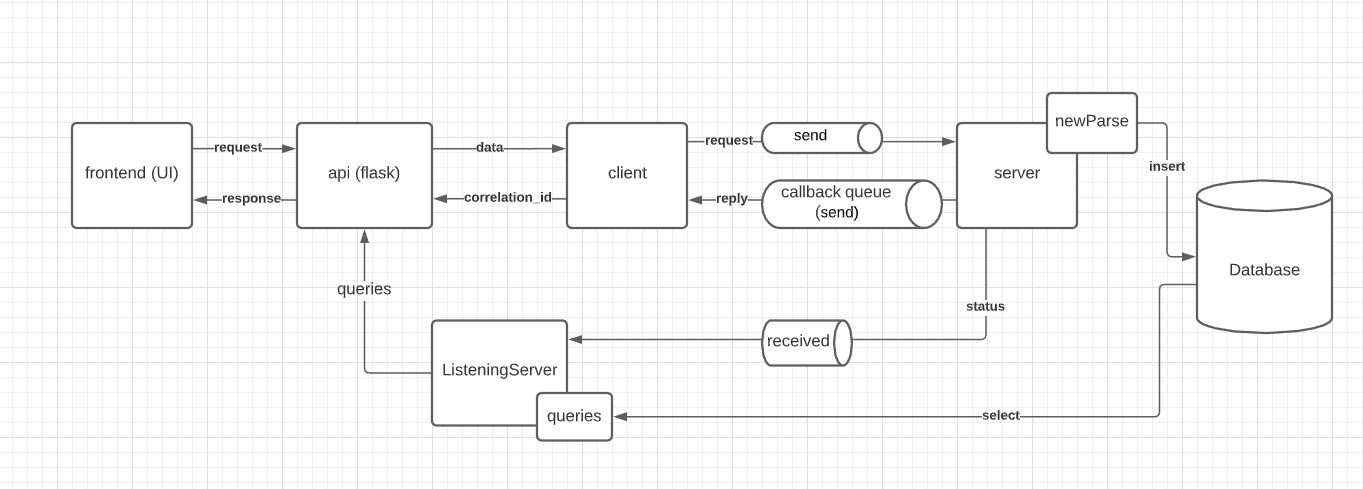 newParse
request
data
request
send
insert
frontend (UI)
api (flask)
client
server
response
correlation_id
reply
callback queue
(send)
Database
queries
status
received
ListeningServer
queries
select